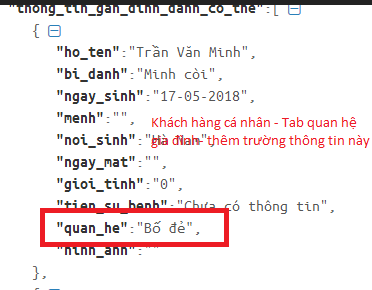 "thong_tin_gan_dinh_danh_co_the":[
{
"ho_ten":"Trần Văn Minh",
"bi_danh":"Minh còi",
"ngay_sinh":"17-05-2018",
"menh":"",
Khách hàng cá nhân - Tab quan hệ
"noi_sinh":"Hà Nam",
gia đình thêm trường thông tin này
"ngay_mat":"",
"gioi_tinh":"0",
"tien_su_benh":"Chưa có thông tin",
"quan_he":"Bố đẻ",
"hinh_anh":""
},